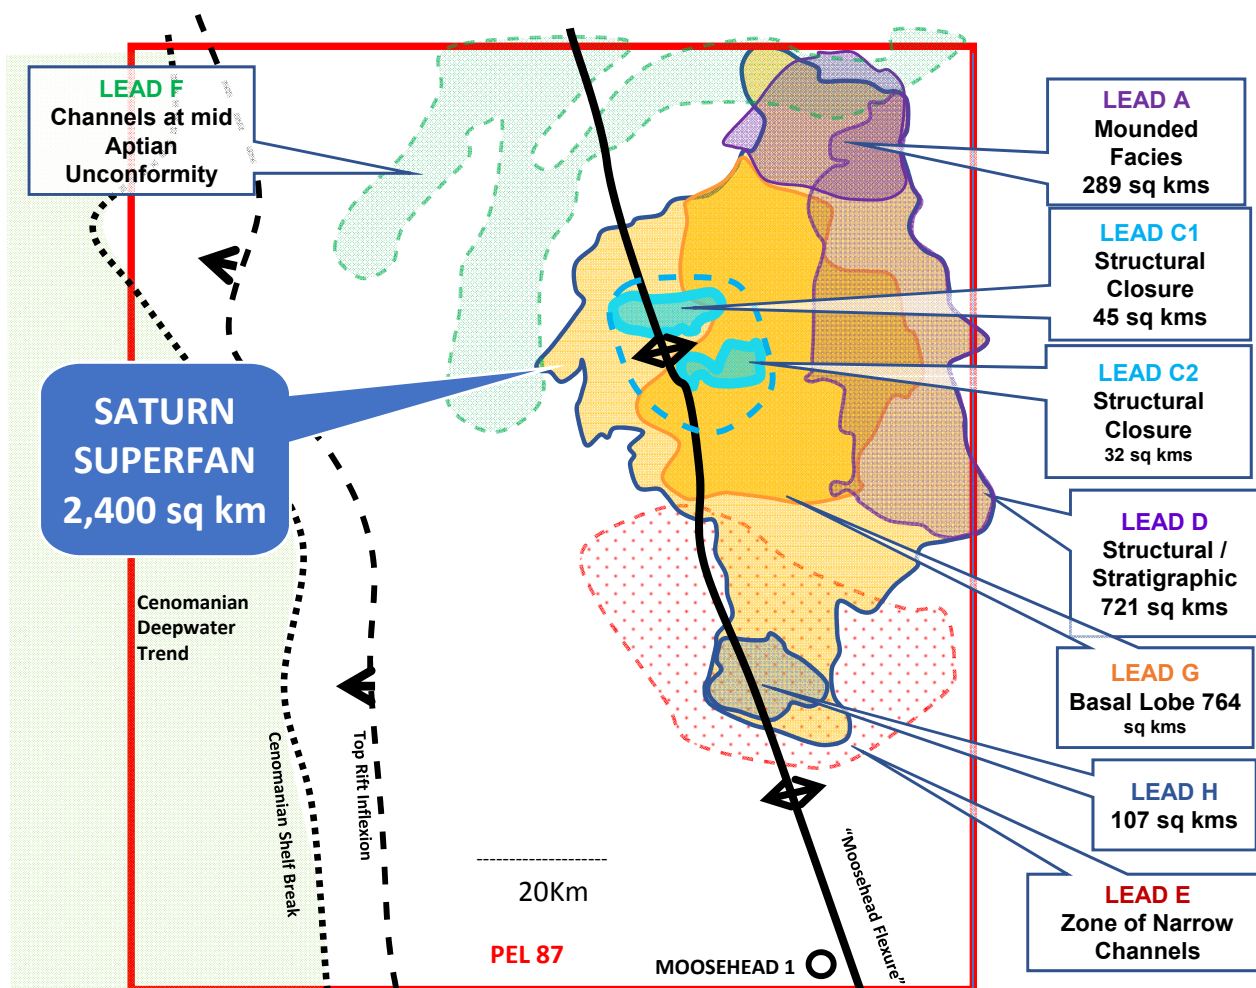 LEAD F
Channels at mid
Aptian
Unconformity
LEAD A
Mounded
Facies
289 sq kms
LEAD C1
Structural
Closure
45 sq kms
LEAD C2
Structural
Closure
32 sq kms
SATURN
SUPERFAN
2,400 sq km
LEAD D
Structural /
Stratigraphic
721 sq kms
Cenomanian
Deepwater
Trend
LEAD G
Basal Lobe 764
sq kms
Cenomanian Shelf Break
Top Rift Inflexion
LEAD H
107 sq kms
"Moosehead Flexure"
20Km
LEAD E
Zone of Narrow
Channels
PEL 87
MOOSEHEAD 1